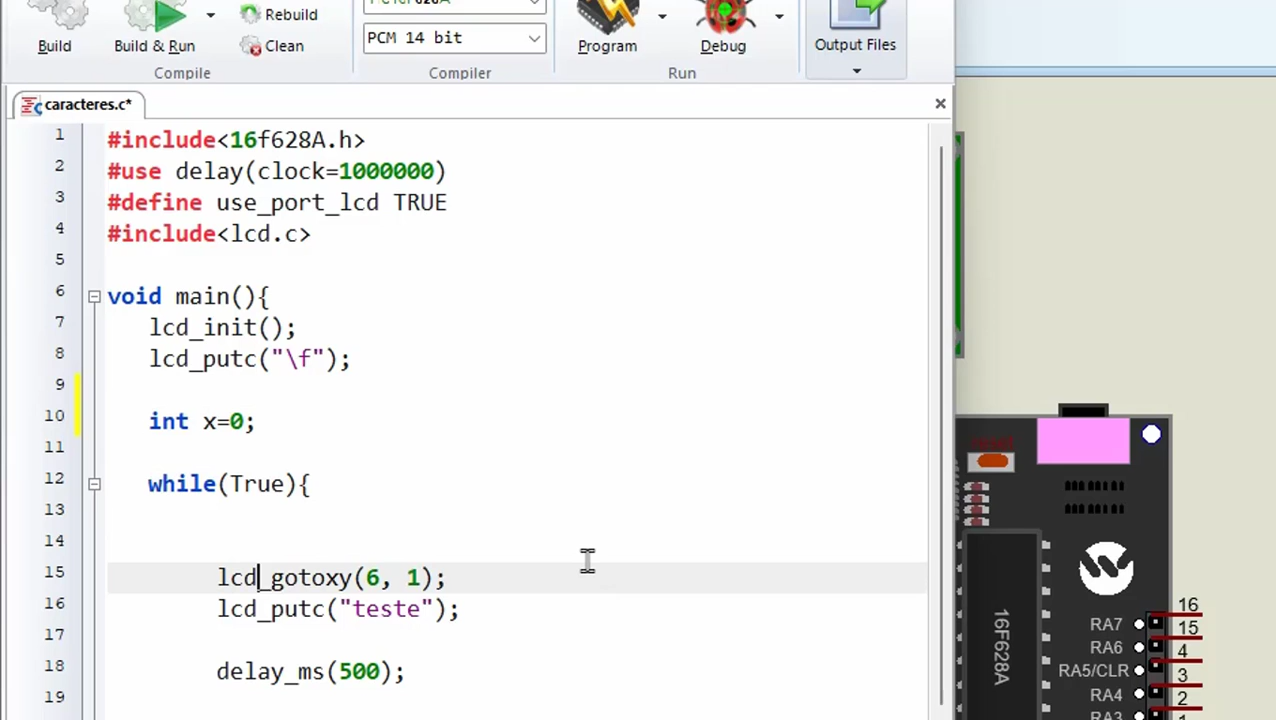 Rebuild
Build
Build & Run
Clean
PCM 14 bit
Program
Debug
Output Files
Compile
Compiler
Run
caracteres.c*
1 #include<16f628A.h>
2 #use delay(clock=1000000)
3 #define use_port_lcd TRUE
4 #include<lcd.c>
5
6 void main(){
7 lcd_init();
8 lcd_putc("\f");
9
10 int x=0;
11
12 while(True){
13
14
15 lcd_gotoxy(6, 1);
16 lcd_putc("teste");
17
18 delay_ms(500);
19
reset
16F628A
16
RA7
15
RA6
4
RA5/CLR
3
RA4
2
RA3
1